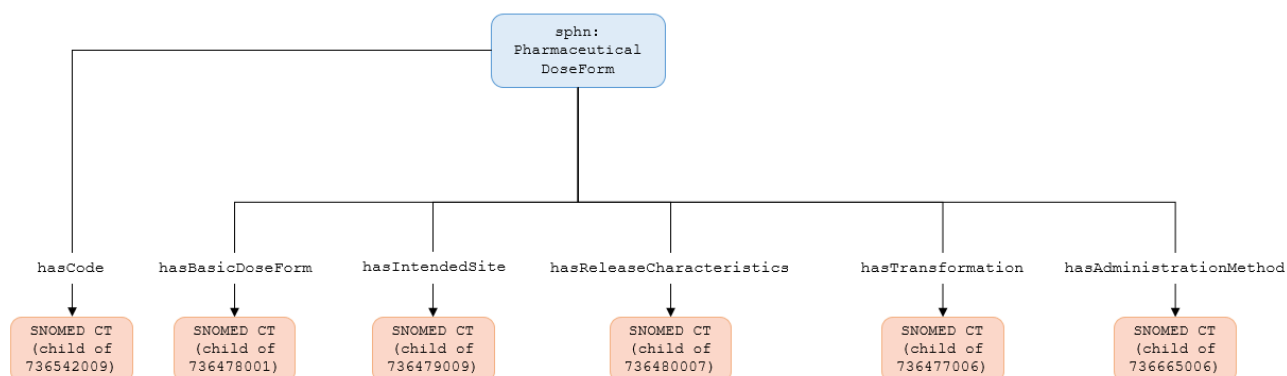 sphn:
Pharmaceutical
DoseForm
hasCode
hasBasicDoseForm
hasIntendedSite
hasReleaseCharacteristics
hasTransformation
hasAdministrationMethod
SNOMED CT
(child of
736542009)
SNOMED CT
(child of
736478001)
SNOMED CT
(child of
736479009)
SNOMED CT
(child of
736480007)
SNOMED CT
(child of
736477006)
SNOMED CT
(child of
736665006)